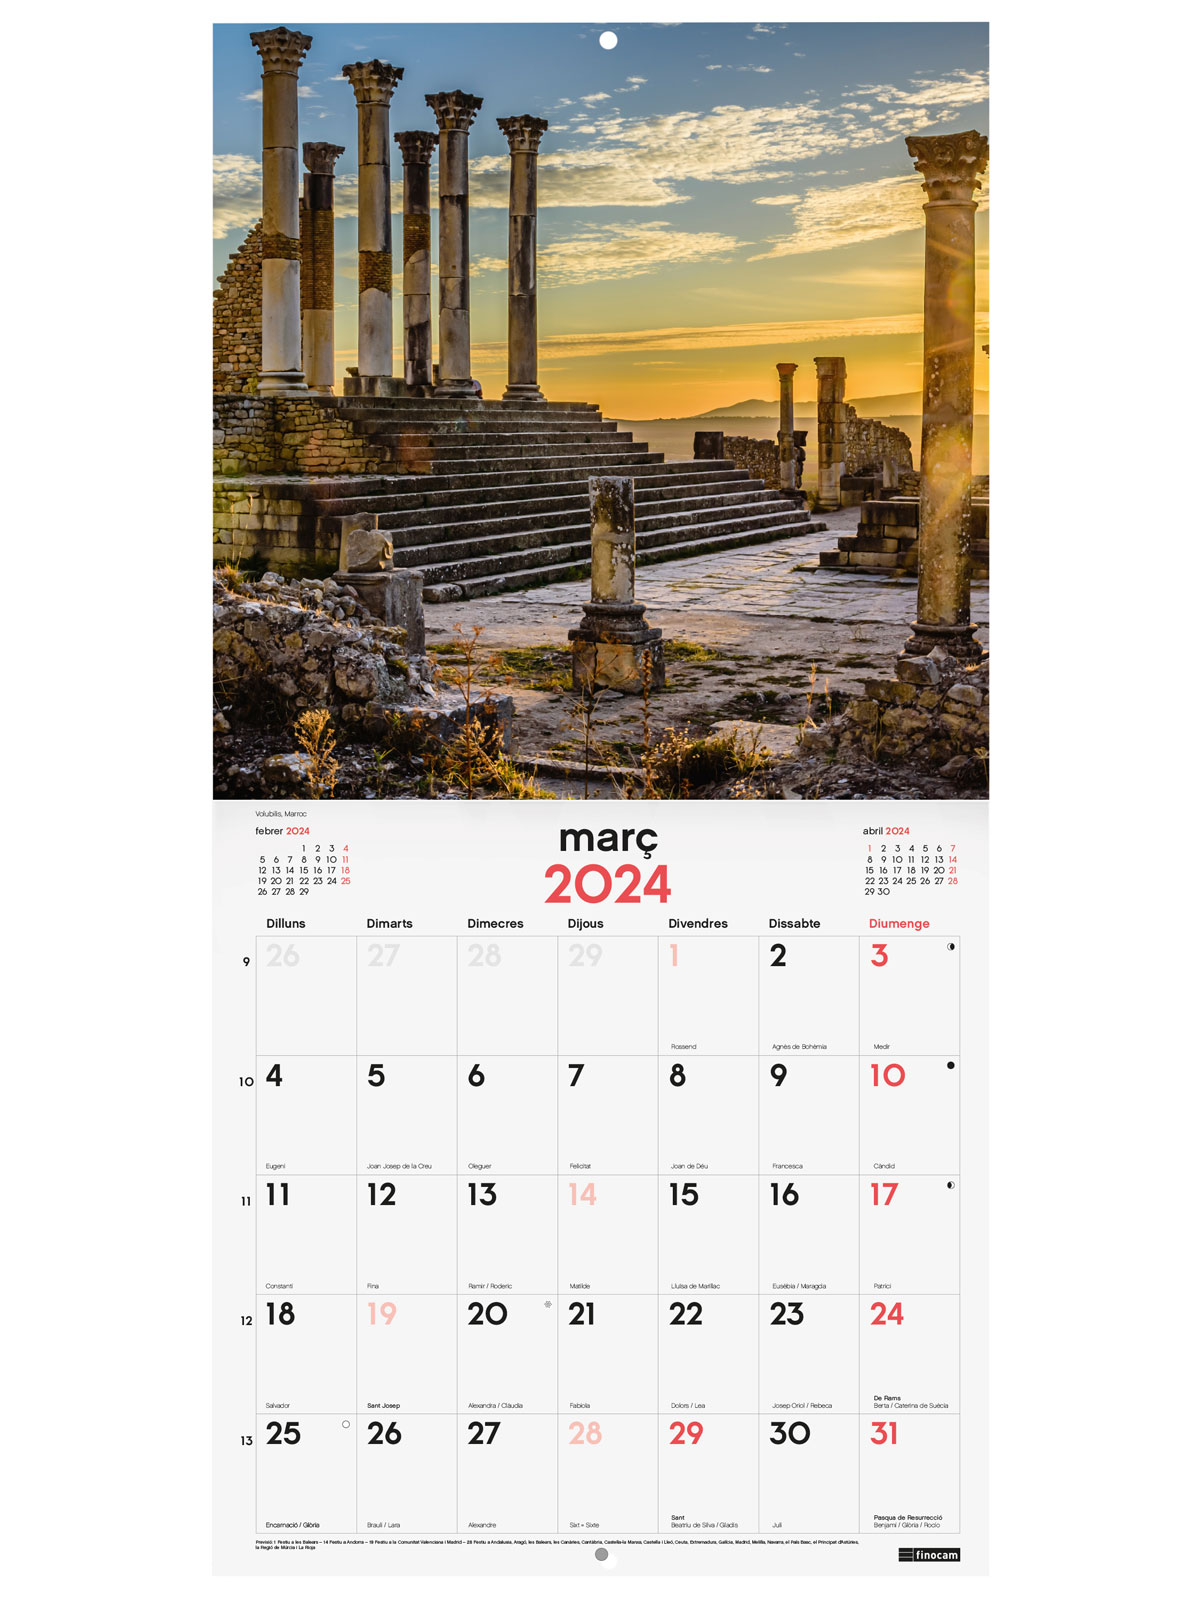 Volubilis, Marroc
febrer 2024
1 2 3 4
5 6 7 8 9 10 11
12 13 14 15 16 17 18
19 20 21 22 23 24 25
26 27 28 29
març
2024
abril 2024
1 2 3 4 5 6 7
8 9 10 11 12 13 14
15 16 17 18 19 20 21
22 23 24 25 26 27 28
29 30
Dilluns Dimarts Dimecres Dijous Divendres Dissabte Diumenge
9 26 27 28 29 1 2 3
Rossend Agnès de Bohèmia Medir
10 4 5 6 7 8 9 10
Eugeni Joan Josep de la Creu Oleguer Felicitat Joan de Déu Francesca Càndid
11 11 12 13 14 15 16 17
Constantí Fina Ramir / Roderic Matilde Lluïsa de Marillac Eusèbia / Maragda Patrici
12 18 19 20 21 22 23 24
De Rams
Salvador Sant Josep Alexandra / Clàudia Fabiola Dolors / Lea Josep Oriol / Rebeca Berta / Caterina de Suècia
13 25 26 27 28 29 30 31
Sant Pasqua de Resurrecció
Encarnació / Glòria Brauli / Lara Alexandre Sixt = Sixte Beatriu de Silva / Gladis Juli Benjamí / Glòria / Rocío
Previsió: 1 Festiu a les Balears – 14 Festiu a Andorra – 19 Festiu a la Comunitat Valenciana i Madrid – 28 Festiu a Andalusia, Aragó, les Balears, les Canàries, Cantàbria, Castella-la Manxa, Castella i Lleó, Ceuta, Extremadura, Galícia, Madrid, Melilla, Navarra, el País Basc, el Principat d'Astúries,
la Regió de Múrcia i La Rioja
finocam